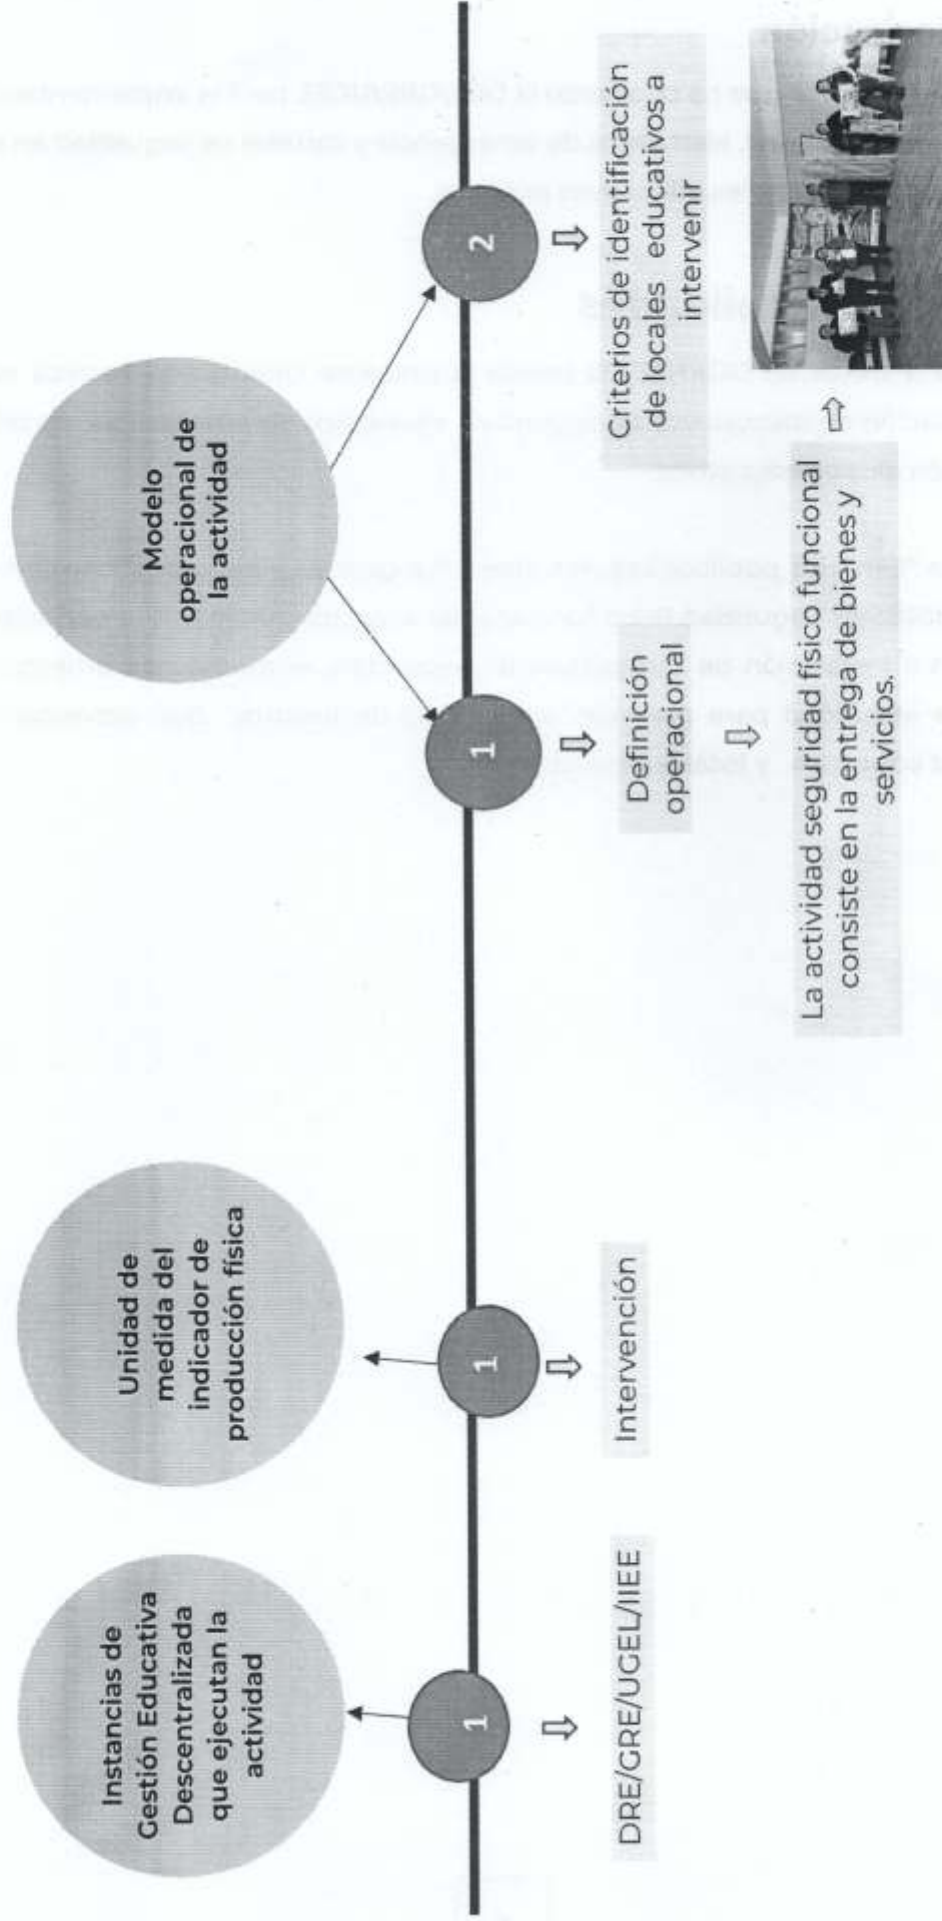 Instancias de
Gestión Educativa
Descentralizada
que ejecutan la
actividad
1
DRE/GRE/UGEL/IIEE
Unidad de
medida del
indicador de
producción física
1
Intervención
Modelo
operacional de
la actividad
1
Definición
operacional
La actividad seguridad físico funcional
consiste en la entrega de bienes y
servicios.
2
Criterios de identificación
de locales educativos a
intervenir